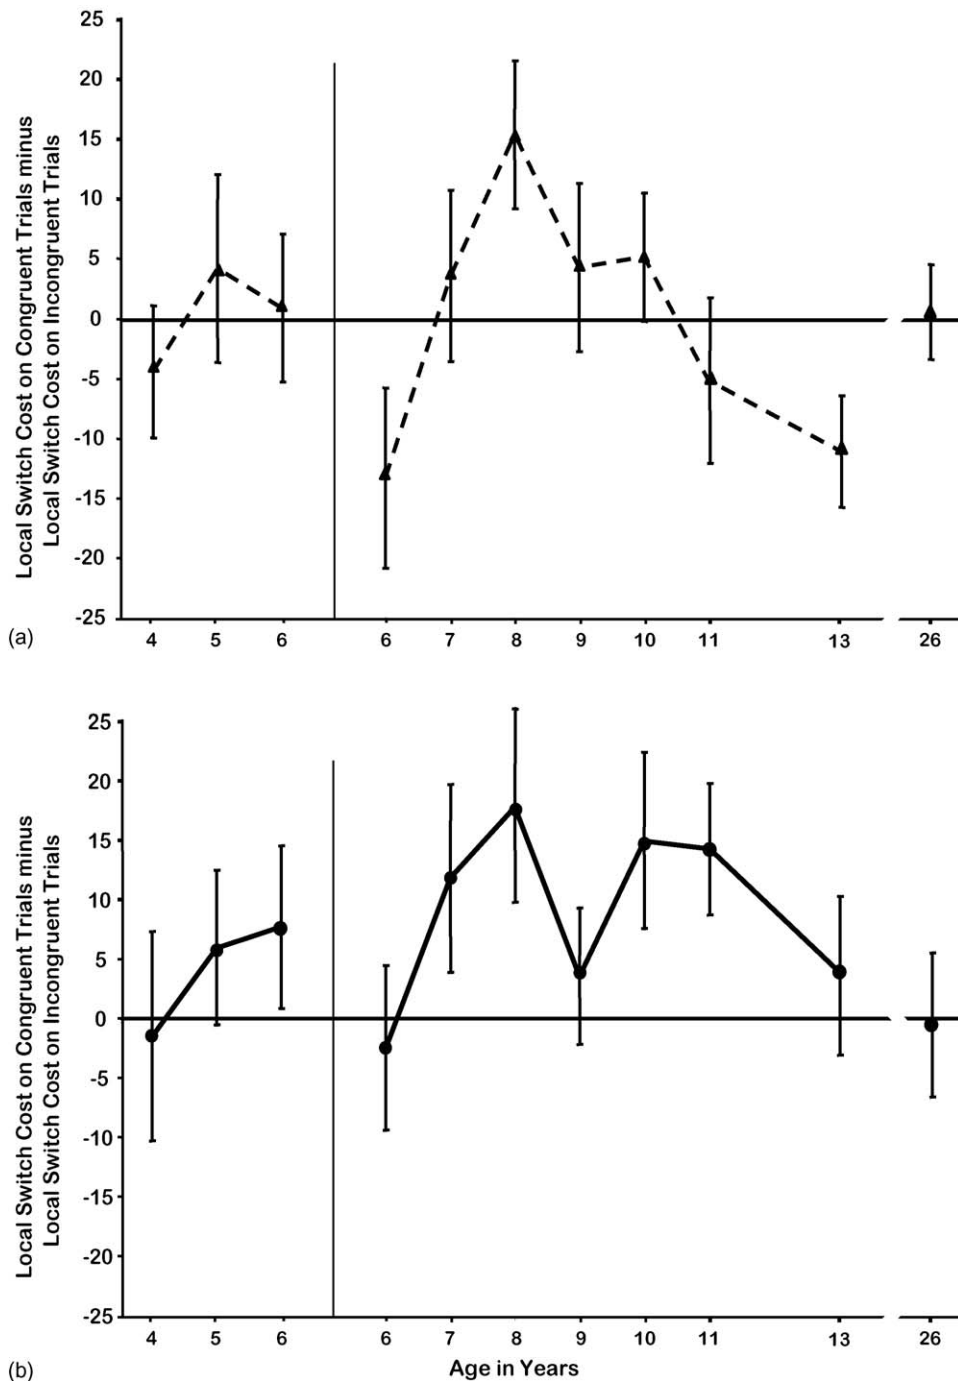 Local Switch Cost on Congruent Trials minus
Local Switch Cost on Incongruent Trials
25
20
15
10
5
0
-5
-10
-15
-20
-25
4 5 6 6 7 8 9 10 11 13 26
(a)
Local Switch Cost on Congruent Trials minus
Local Switch Cost on Incongruent Trials
25
20
15
10
5
0
-5
-10
-15
-20
-25
4 5 6 6 7 8 9 10 11 13 26
Age in Years
(b)